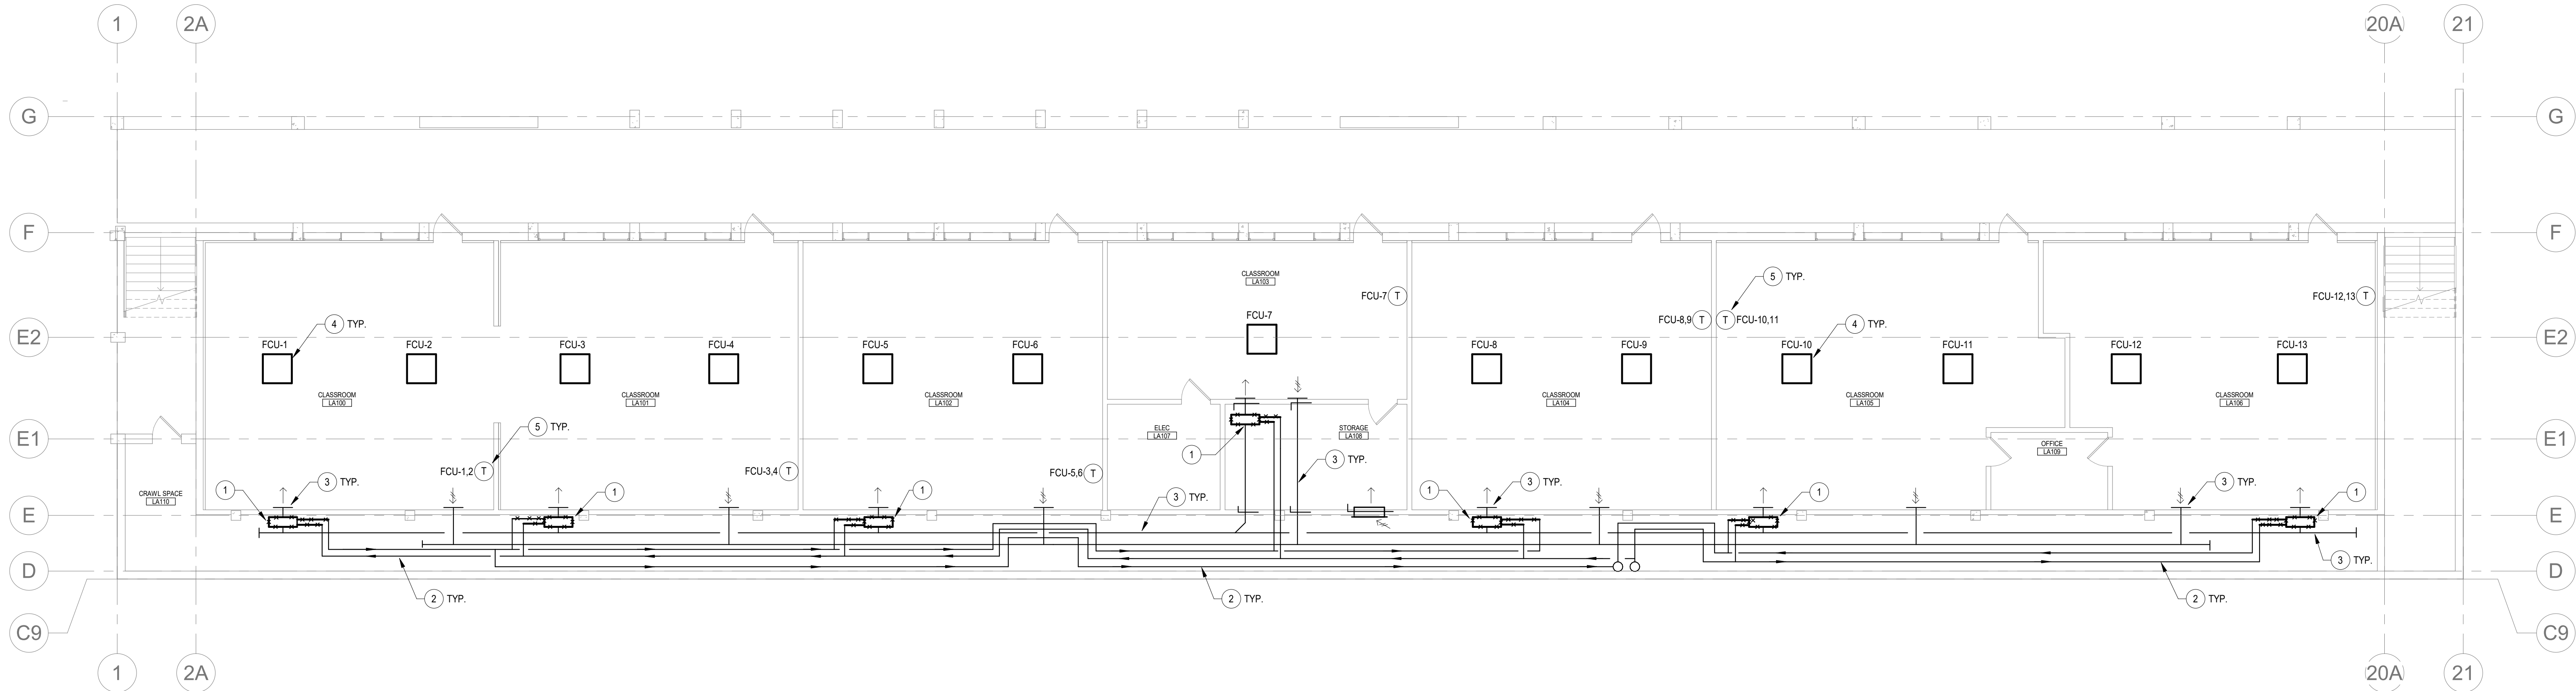 1
2A
20A
21
G
G
F
F
CLASSROOM
LA103
5 TYP.
FCU-7 T
FCU-12,13 T
FCU-7
FCU-8,9 T
T FCU-10,11
4 TYP.
4 TYP.
E2
E2
FCU-1
FCU-2
FCU-3
FCU-4
FCU-5
FCU-6
FCU-8
FCU-9
FCU-10
FCU-11
FCU-12
FCU-13
CLASSROOM
LA100
CLASSROOM
LA101
CLASSROOM
LA102
CLASSROOM
LA104
CLASSROOM
LA105
CLASSROOM
LA106
5 TYP.
ELEC
LA107
STORAGE
LA108
E1
E1
OFFICE
LA109
1
3 TYP.
FCU-1,2 T
FCU-3,4 T
FCU-5,6 T
CRAWL SPACE
LA110
1
3 TYP.
1
1
3 TYP.
1
3 TYP.
1
3 TYP.
1
E
E
3 TYP.
D
D
2 TYP.
2 TYP.
2 TYP.
C9
C9
1
2A
20A
21